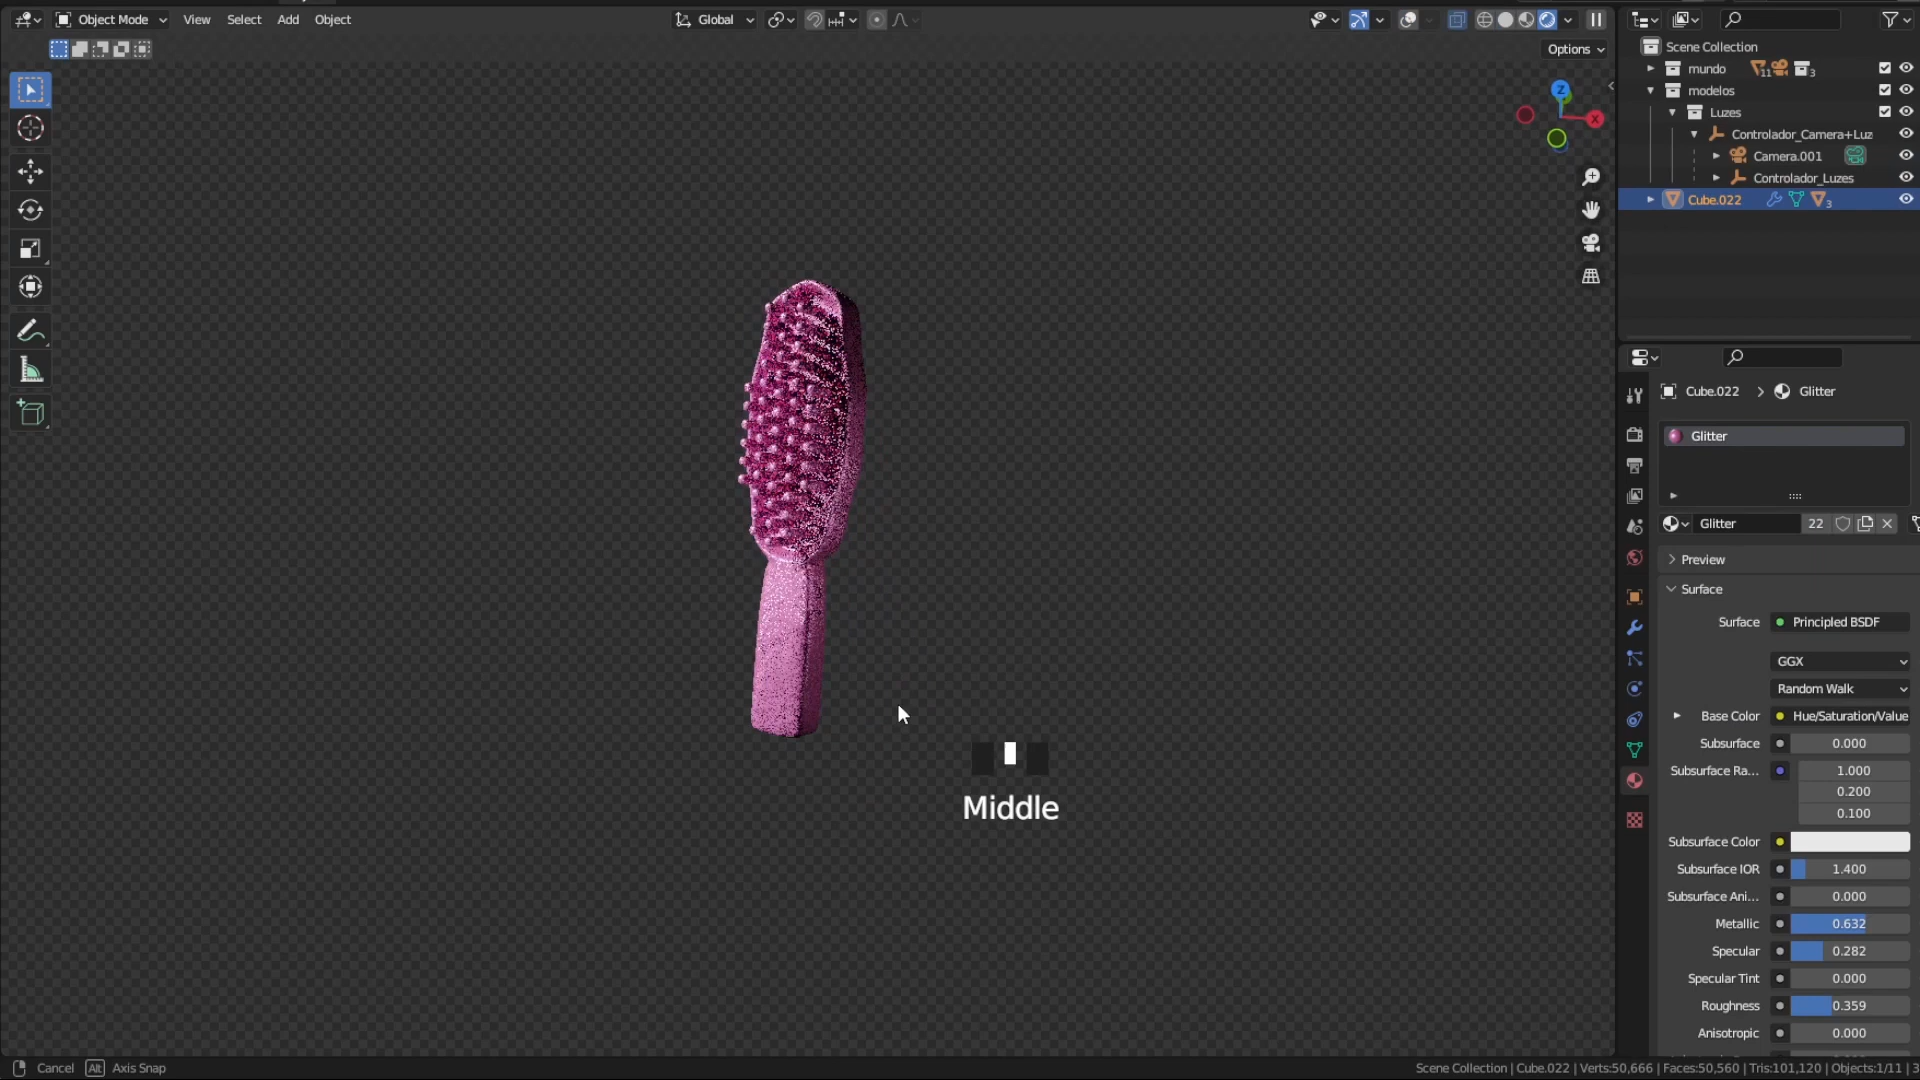 Object Mode View Select Add Object Global
Options
Z
X
Scene Collection
mundo 11 3
modelos
Luzes
Controlador_Camera+Luz
Camera.001
Controlador_Luzes
Cube.022 3
Cube.022 > Glitter
Glitter
Glitter 22
Preview
Surface
Surface Principled BSDF
GGX
Random Walk
Base Color Hue/Saturation/Value
Subsurface 0.000
Subsurface Ra... 1.000
0.200
0.100
Subsurface Color
Subsurface IOR 1.400
Subsurface Ani... 0.000
Metallic 0.632
Specular 0.282
Specular Tint 0.000
Roughness 0.359
Anisotropic 0.000
Middle
Cancel Alt Axis Snap
Scene Collection | Cube.022 | Verts:50,666 | Faces:50,560 | Tris:101,120 | Objects:1/11 | 3